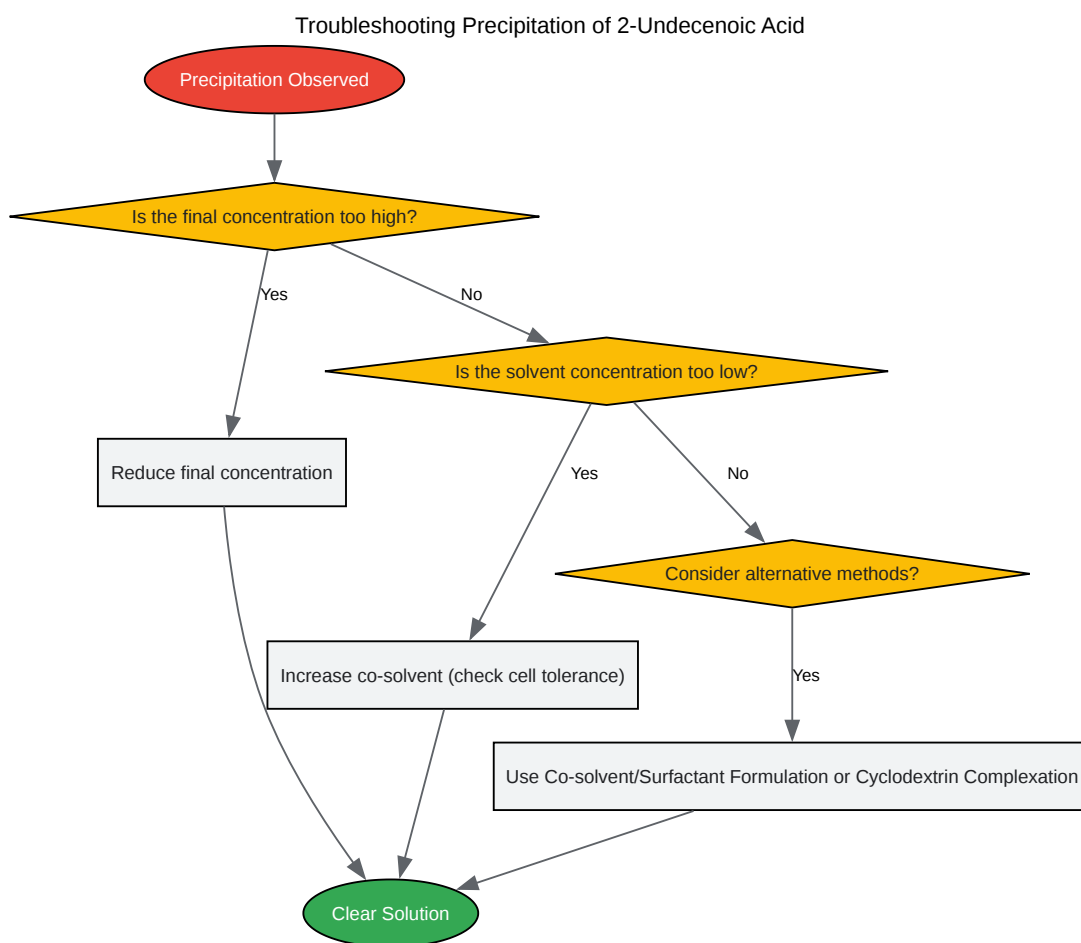 Troubleshooting Precipitation of 2-Undecenoic Acid
Precipitation Observed
Is the final concentration too high?
Yes
No
Is the solvent concentration too low?
Reduce final concentration
Yes
No
Consider alternative methods?
Increase co-solvent (check cell tolerance)
Yes
Use Co-solvent/Surfactant Formulation or Cyclodextrin Complexation
Clear Solution